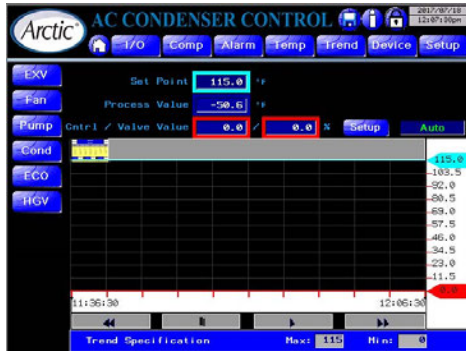 Arctic
AC CONDENSER CONTROL
2017/07/18
12:07:10pm
I/O Comp Alarm Temp Trend Device Setup
EXV
Fan
Pump
Cond
ECO
HGV
Set Point 115.0 °F
Process Value -50.6 °F
Cntrl / Valve Value 0.0 / 0.0 % Setup Auto
115.0
103.5
92.0
80.5
69.0
57.5
46.0
34.5
23.0
11.5
0.0
11:36:30 12:06:30
Trend Specification Max: 115 Min: 0